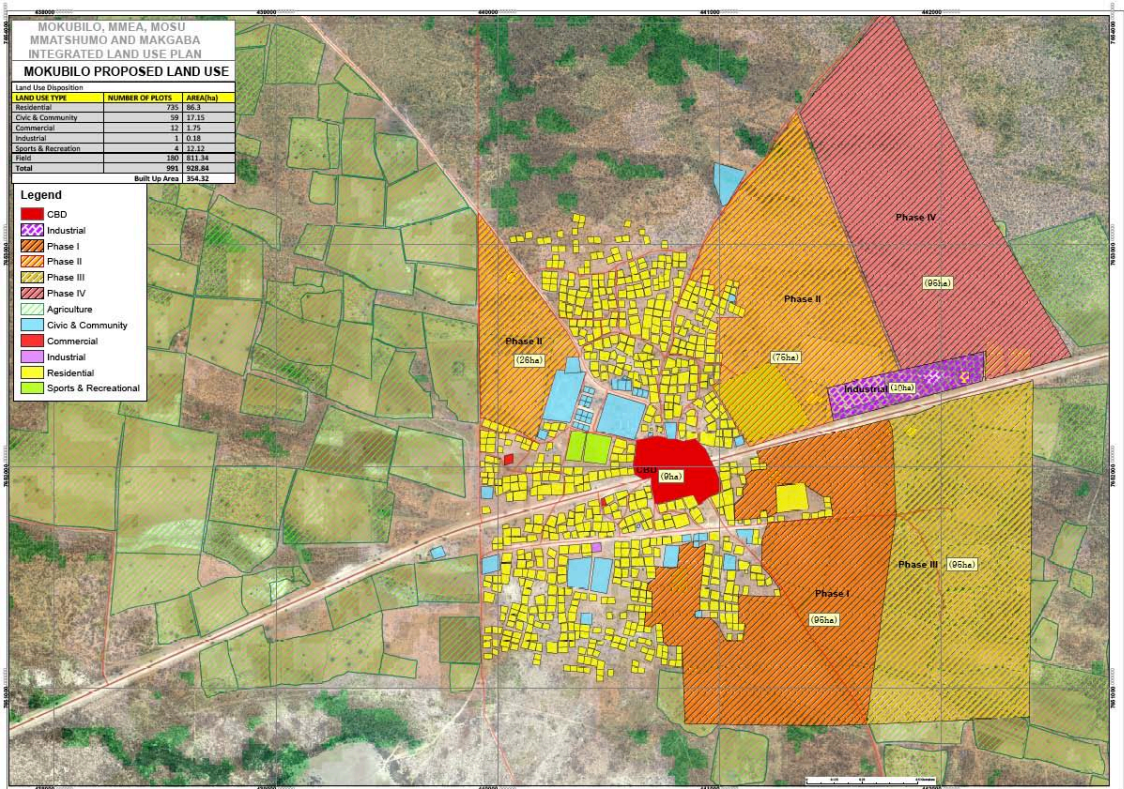 MOKUBILO, MMEA, MOSU
MMATSHUMO AND MAKGABA
INTEGRATED LAND USE PLAN
MOKUBILO PROPOSED LAND USE
Land Use Disposition
LAND USE TYPE NUMBER OF PLOTS AREA(ha)
Residential 735 86.3
Civic & Community 59 17.15
Commercial 12 1.75
Industrial 1 0.18
Sports & Recreation 4 12.12
Field 180 811.34
Total 991 928.84
Built Up Area 354.32
Legend
CBD
Industrial
Phase I
Phase II
Phase III
Phase IV
Agriculture
Civic & Community
Commercial
Industrial
Residential
Sports & Recreational
Phase IV
(96ha)
Phase II
(76ha)
Phase II
(26ha)
Industrial (10ha)
CBD (9ha)
Phase III (95ha)
Phase I
(95ha)